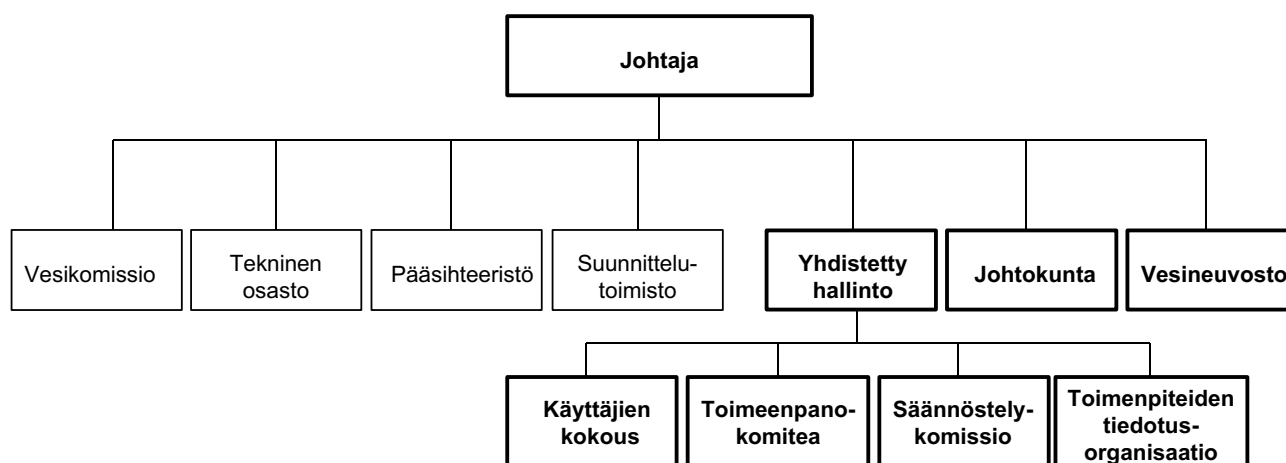 Johtaja
Vesikomissio
Tekninen
osasto
Pääsihteeristö
Suunnittelu-
toimisto
Yhdistetty
hallinto
Johtokunta
Vesineuvosto
Käyttäjien
kokous
Toimeenpano-
komitea
Säännöstely-
komissio
Toimenpiteiden
tiedotus-
organisaatio